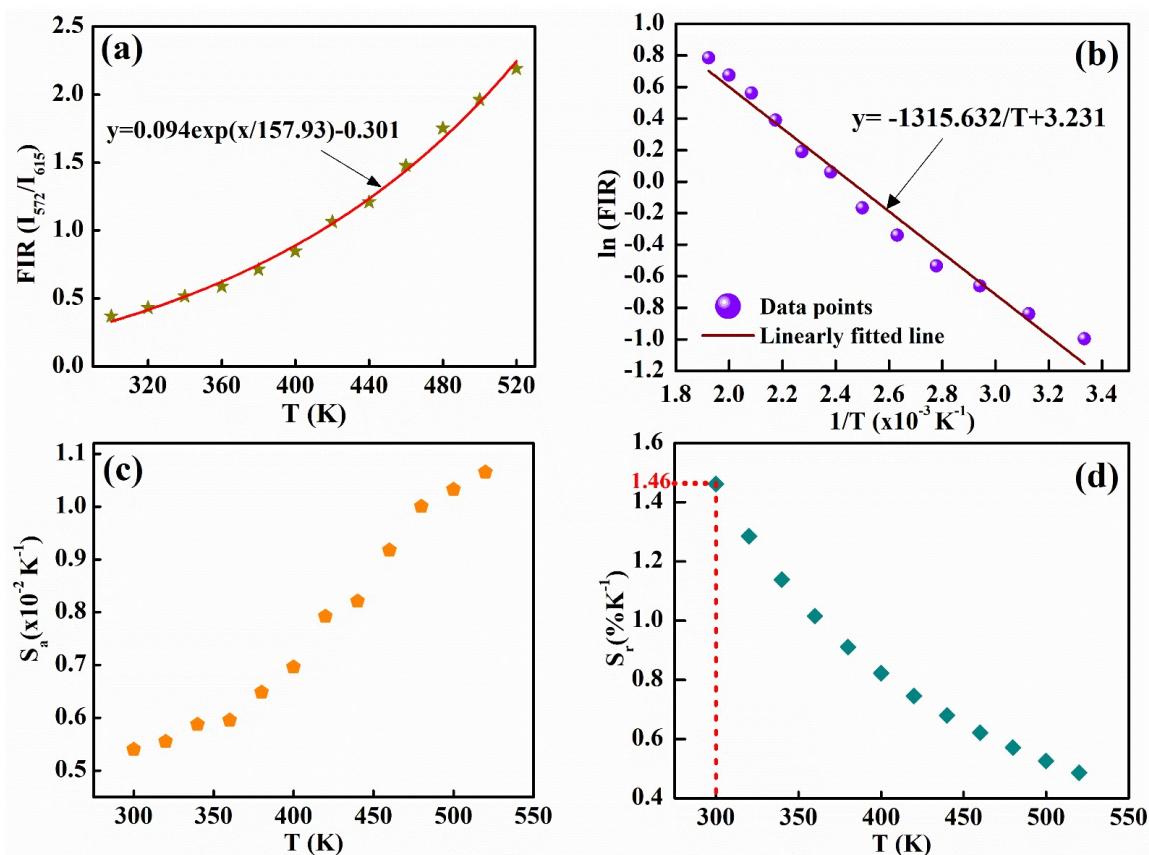 (a)
y=0.094exp(x/157.93)-0.301
FIR (I572/I615)
2.5
2.0
1.5
1.0
0.5
0.0
320 360 400 440 480 520
T (K)
(b)
y= -1315.632/T+3.231
ln (FIR)
1.0
0.8
0.6
0.4
0.2
0.0
-0.2
-0.4
-0.6
-0.8
-1.0
-1.2
Data points
Linearly fitted line
1.8 2.0 2.2 2.4 2.6 2.8 3.0 3.2 3.4
1/T (x10-3 K-1)
(c)
Sa(x10-2 K-1)
1.1
1.0
0.9
0.8
0.7
0.6
0.5
300 350 400 450 500 550
T (K)
(d)
Sr(%K-1)
1.6
1.46
1.4
1.2
1.0
0.8
0.6
0.4
300 350 400 450 500 550
T (K)